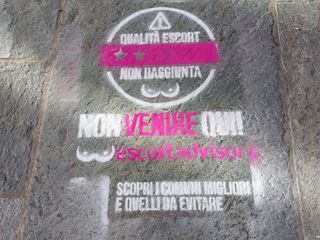 QUALITÀ ESCORT
NON RAGGIUNTA
NON VENIRE QUI!
escortadvisor
SCOPRI I COMUNI MIGLIORI
E QUELLI DA EVITARE